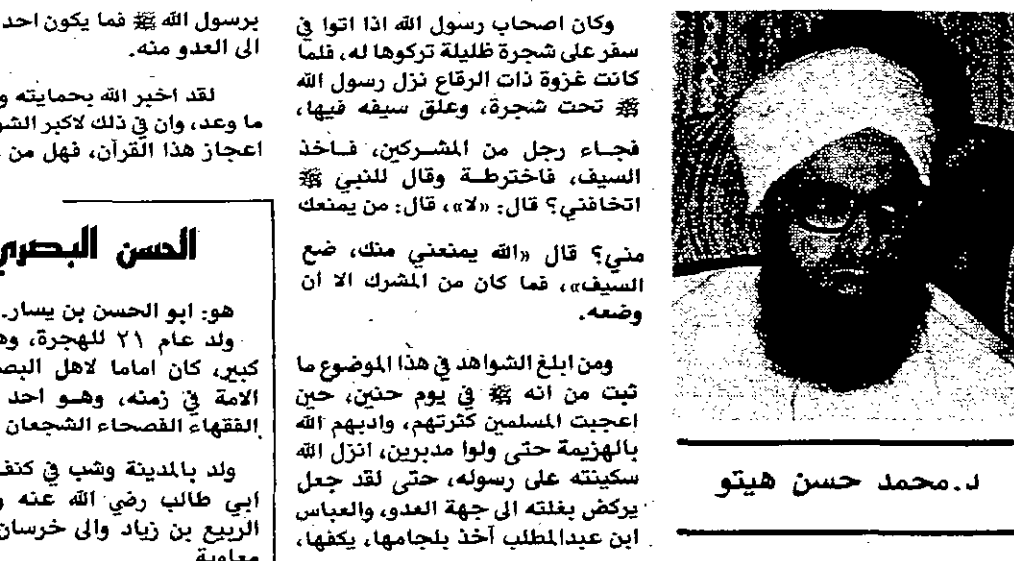 د.محمد حسن هيتو
وكان اصحاب رسول الله اذا اتوا في
سفر على شجرة ظليلة تركوها له، فلما
كانت غزوة ذات الرقاع نزل رسول الله
ﷺ تحت شجرة، وعلق سيفه فيها،
فجاء رجل من المشركين، فاخذ
السيف، فاخترطة وقال للنبي ﷺ
اتخافني؟ قال: «لا»، قال: من يمنعك
مني؟ قال «الله يمنعني منك، ضع
السيف»، فما كان من المشرك الا ان
وضعه.
ومن ابلغ الشواهد في هذا الموضوع ما
ثبت من انه ﷺ في يوم حنين، حين
اعجبت المسلمين كثرتهم، وادبهم الله
بالهزيمة حتى ولوا مدبرين، انزل الله
سكينته على رسوله، حتى لقد جعل
يركض بغلته الى جهة العدو، والعباس
ابن عبدالمطلب آخذ بلجامها، يكفها،
برسول الله ﷺ فما يكون احد
الى العدو منه.
لقد اخبر الله بحمايته و
ما وعد، وان في ذلك لاكبر الشو
اعجاز هذا القرآن، فهل من
الحسن البصري
هو: ابو الحسن بن يسار.
ولد عام ٢١ للهجرة، وه
كبير، كان اماما لاهل البص
الامة في زمنه، وهو احد
الفقهاء الفصحاء الشجعان
ولد بالمدينة وشب في كنف
ابي طالب رضي الله عنه و
الربيع بن زياد والى خرسان
معاوية